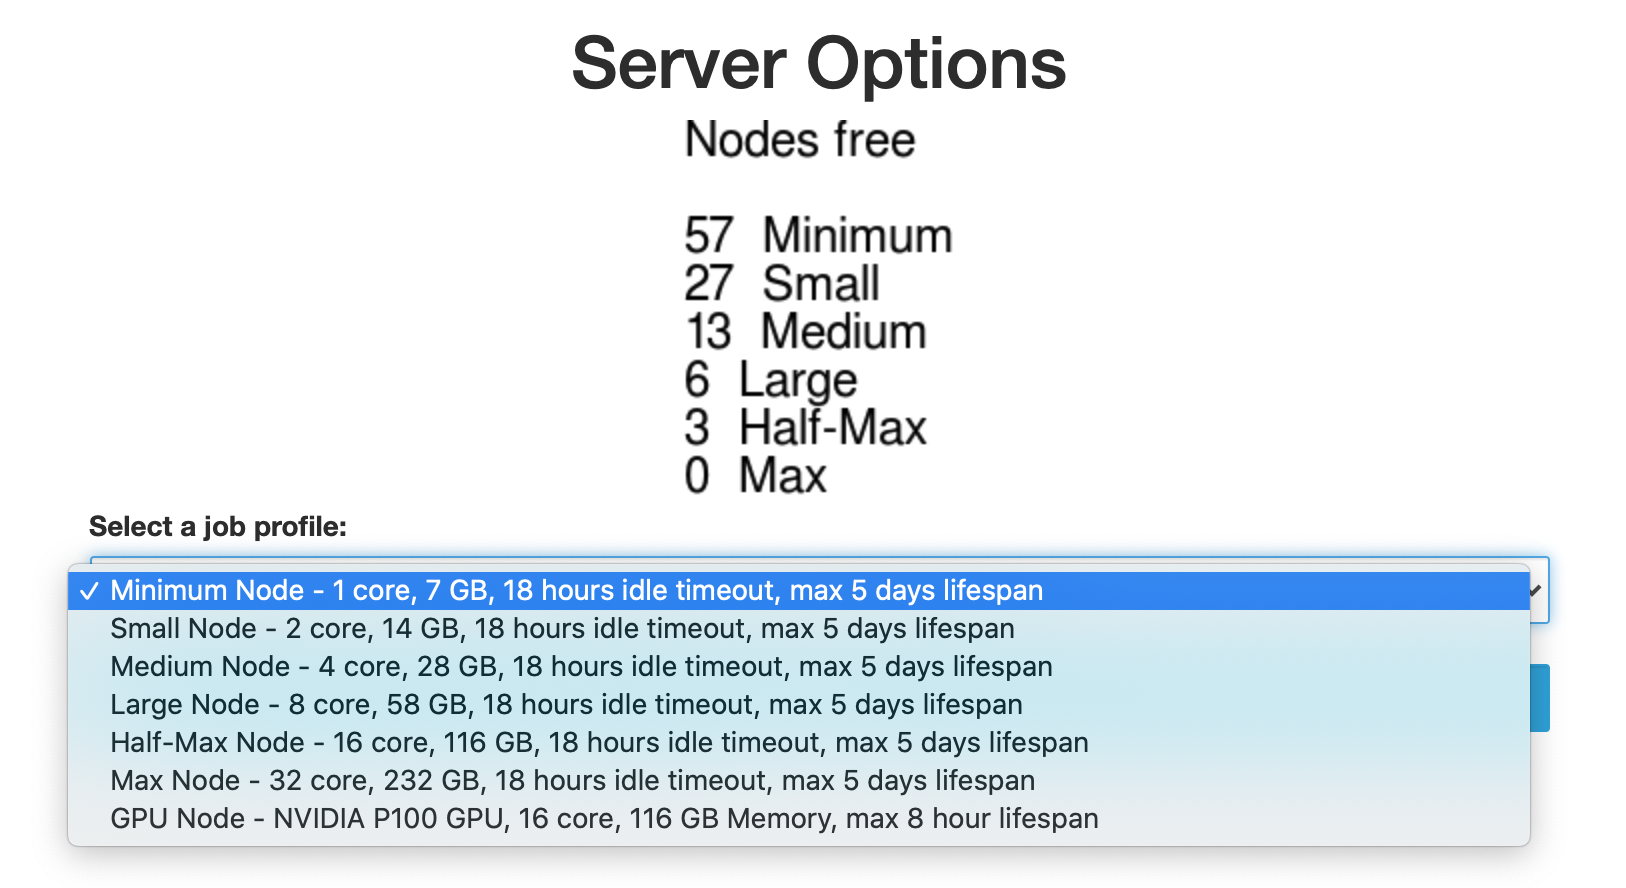 Server Options
Nodes free
57 Minimum
27 Small
13 Medium
6 Large
3 Half-Max
0 Max
Select a job profile:
✓ Minimum Node - 1 core, 7 GB, 18 hours idle timeout, max 5 days lifespan
Small Node - 2 core, 14 GB, 18 hours idle timeout, max 5 days lifespan
Medium Node - 4 core, 28 GB, 18 hours idle timeout, max 5 days lifespan
Large Node - 8 core, 58 GB, 18 hours idle timeout, max 5 days lifespan
Half-Max Node - 16 core, 116 GB, 18 hours idle timeout, max 5 days lifespan
Max Node - 32 core, 232 GB, 18 hours idle timeout, max 5 days lifespan
GPU Node - NVIDIA P100 GPU, 16 core, 116 GB Memory, max 8 hour lifespan